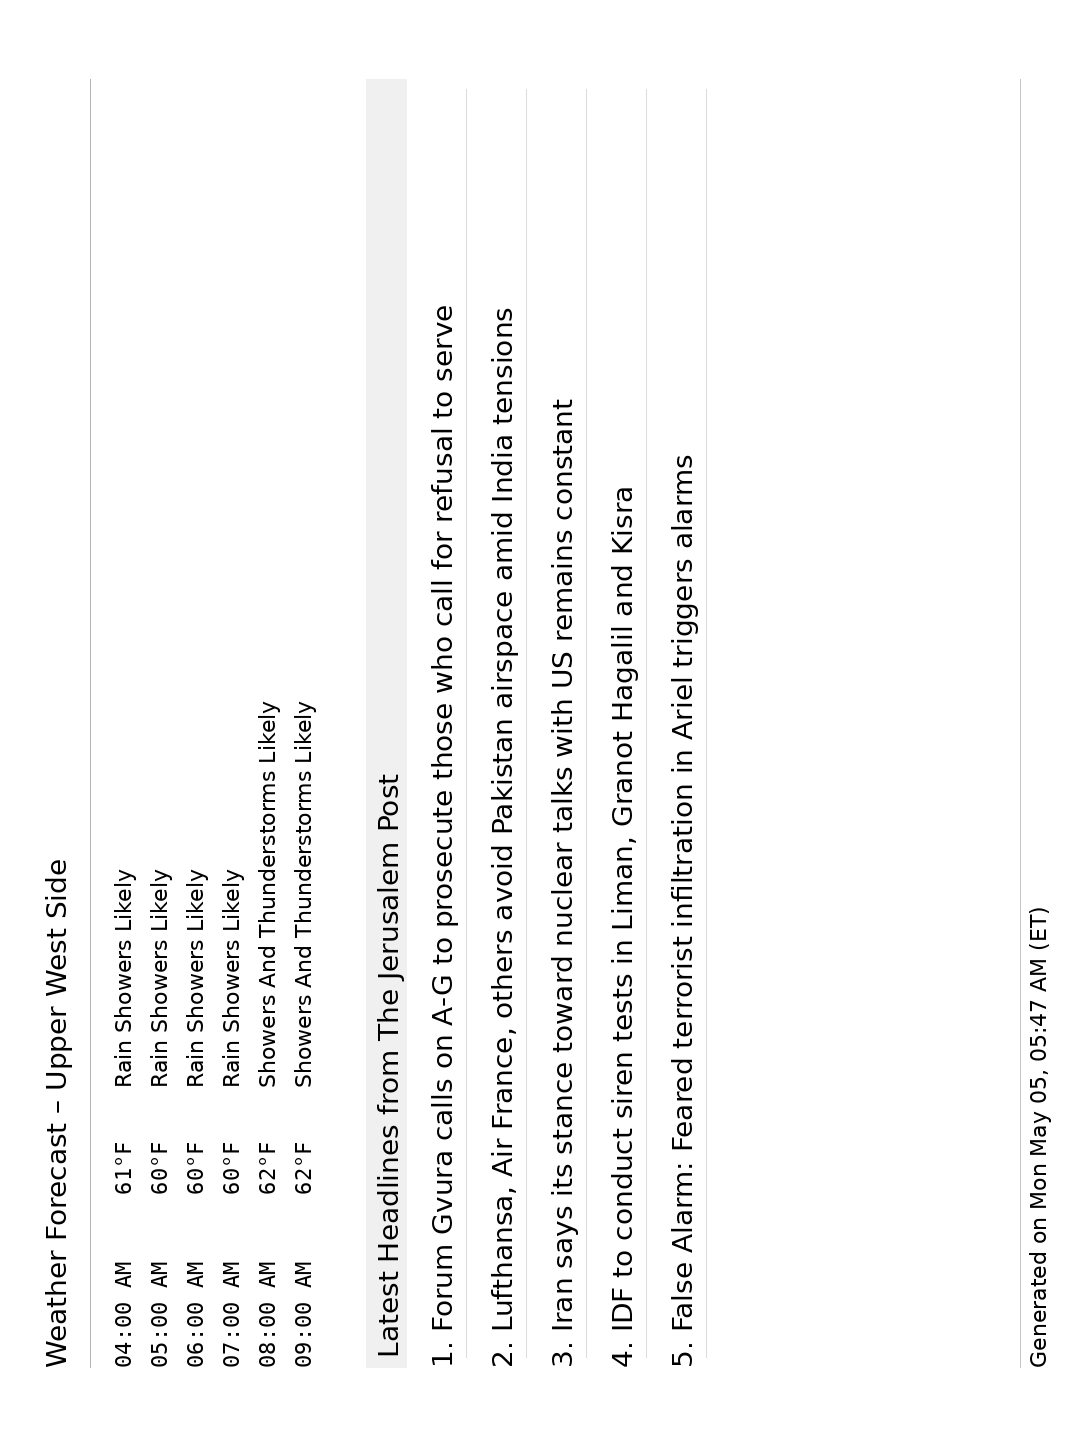 Weather Forecast – Upper West Side
04:00 AM 61°F Rain Showers Likely
05:00 AM 60°F Rain Showers Likely
06:00 AM 60°F Rain Showers Likely
07:00 AM 60°F Rain Showers Likely
08:00 AM 62°F Showers And Thunderstorms Likely
09:00 AM 62°F Showers And Thunderstorms Likely
Latest Headlines from The Jerusalem Post
1. Forum Gvura calls on A-G to prosecute those who call for refusal to serve
2. Lufthansa, Air France, others avoid Pakistan airspace amid India tensions
3. Iran says its stance toward nuclear talks with US remains constant
4. IDF to conduct siren tests in Liman, Granot Hagalil and Kisra
5. False Alarm: Feared terrorist infiltration in Ariel triggers alarms
Generated on Mon May 05, 05:47 AM (ET)